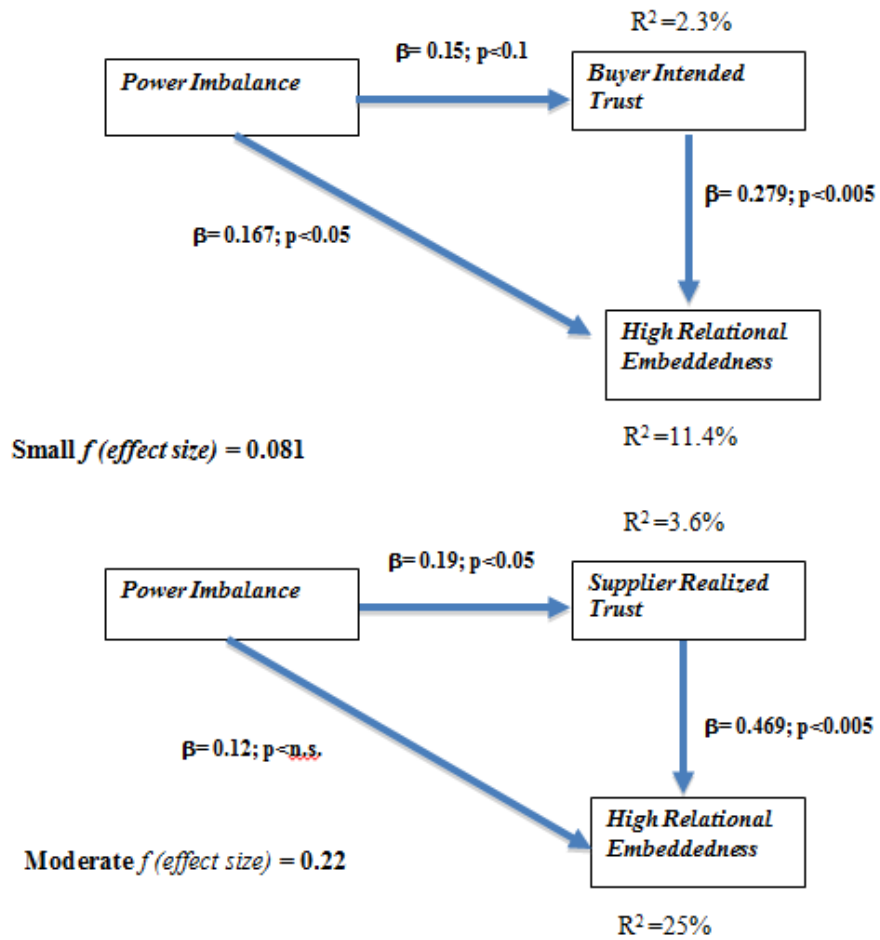 R² =2.3%
β= 0.15; p<0.1
Power Imbalance
Buyer Intended
Trust
β= 0.279; p<0.005
β= 0.167; p<0.05
High Relational
Embeddedness
R² =11.4%
Small f (effect size) = 0.081
R² =3.6%
β= 0.19; p<0.05
Power Imbalance
Supplier Realized
Trust
β= 0.469; p<0.005
β= 0.12; p<n.s.
High Relational
Embeddedness
Moderate f (effect size) = 0.22
R² =25%